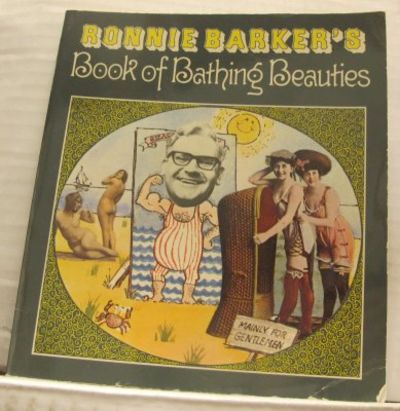 RONNIE BARKER'S
Book of Bathing Beauties
MAINLY FOR
GENTLEMEN